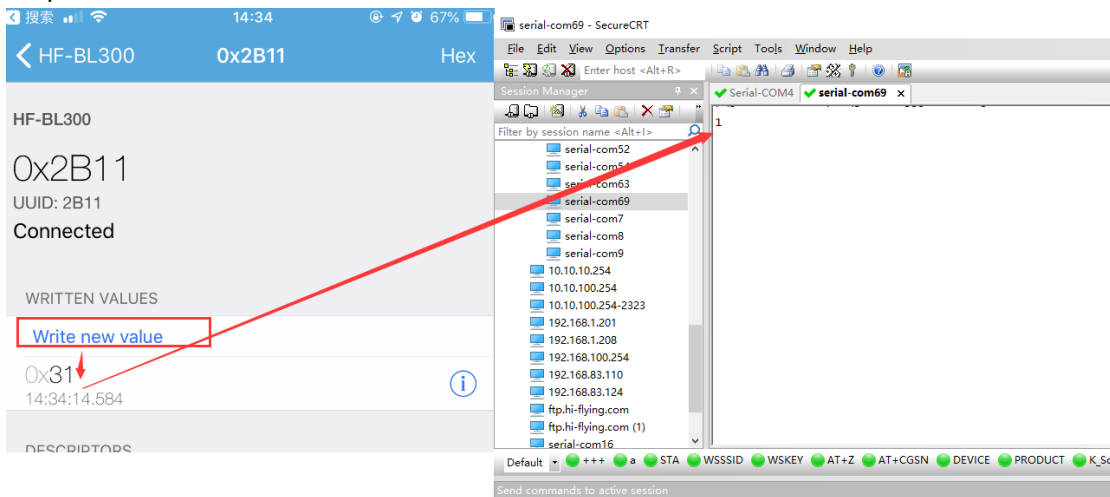 搜索
14:34
67%
HF-BL300
0x2B11
Hex
HF-BL300
0x2B11
UUID: 2B11
Connected
WRITTEN VALUES
Write new value
0x31
14:34:14.584
DESCRIPTORS
serial-com69 - SecureCRT
File Edit View Options Transfer Script Tools Window Help
Enter host <Alt+R>
Session Manager
Serial-COM4
serial-com69
Filter by session name <Alt+I>
1
serial-com52
serial-com54
serial-com63
serial-com69
serial-com7
serial-com8
serial-com9
10.10.10.254
10.10.100.254
10.10.100.254-2323
192.168.1.201
192.168.1.208
192.168.100.254
192.168.83.110
192.168.83.124
ftp.hi-flying.com
ftp.hi-flying.com (1)
serial-com16
Default +++ a STA WSSSID WSKEY AT+Z AT+CGSN DEVICE PRODUCT
Send commands to active session